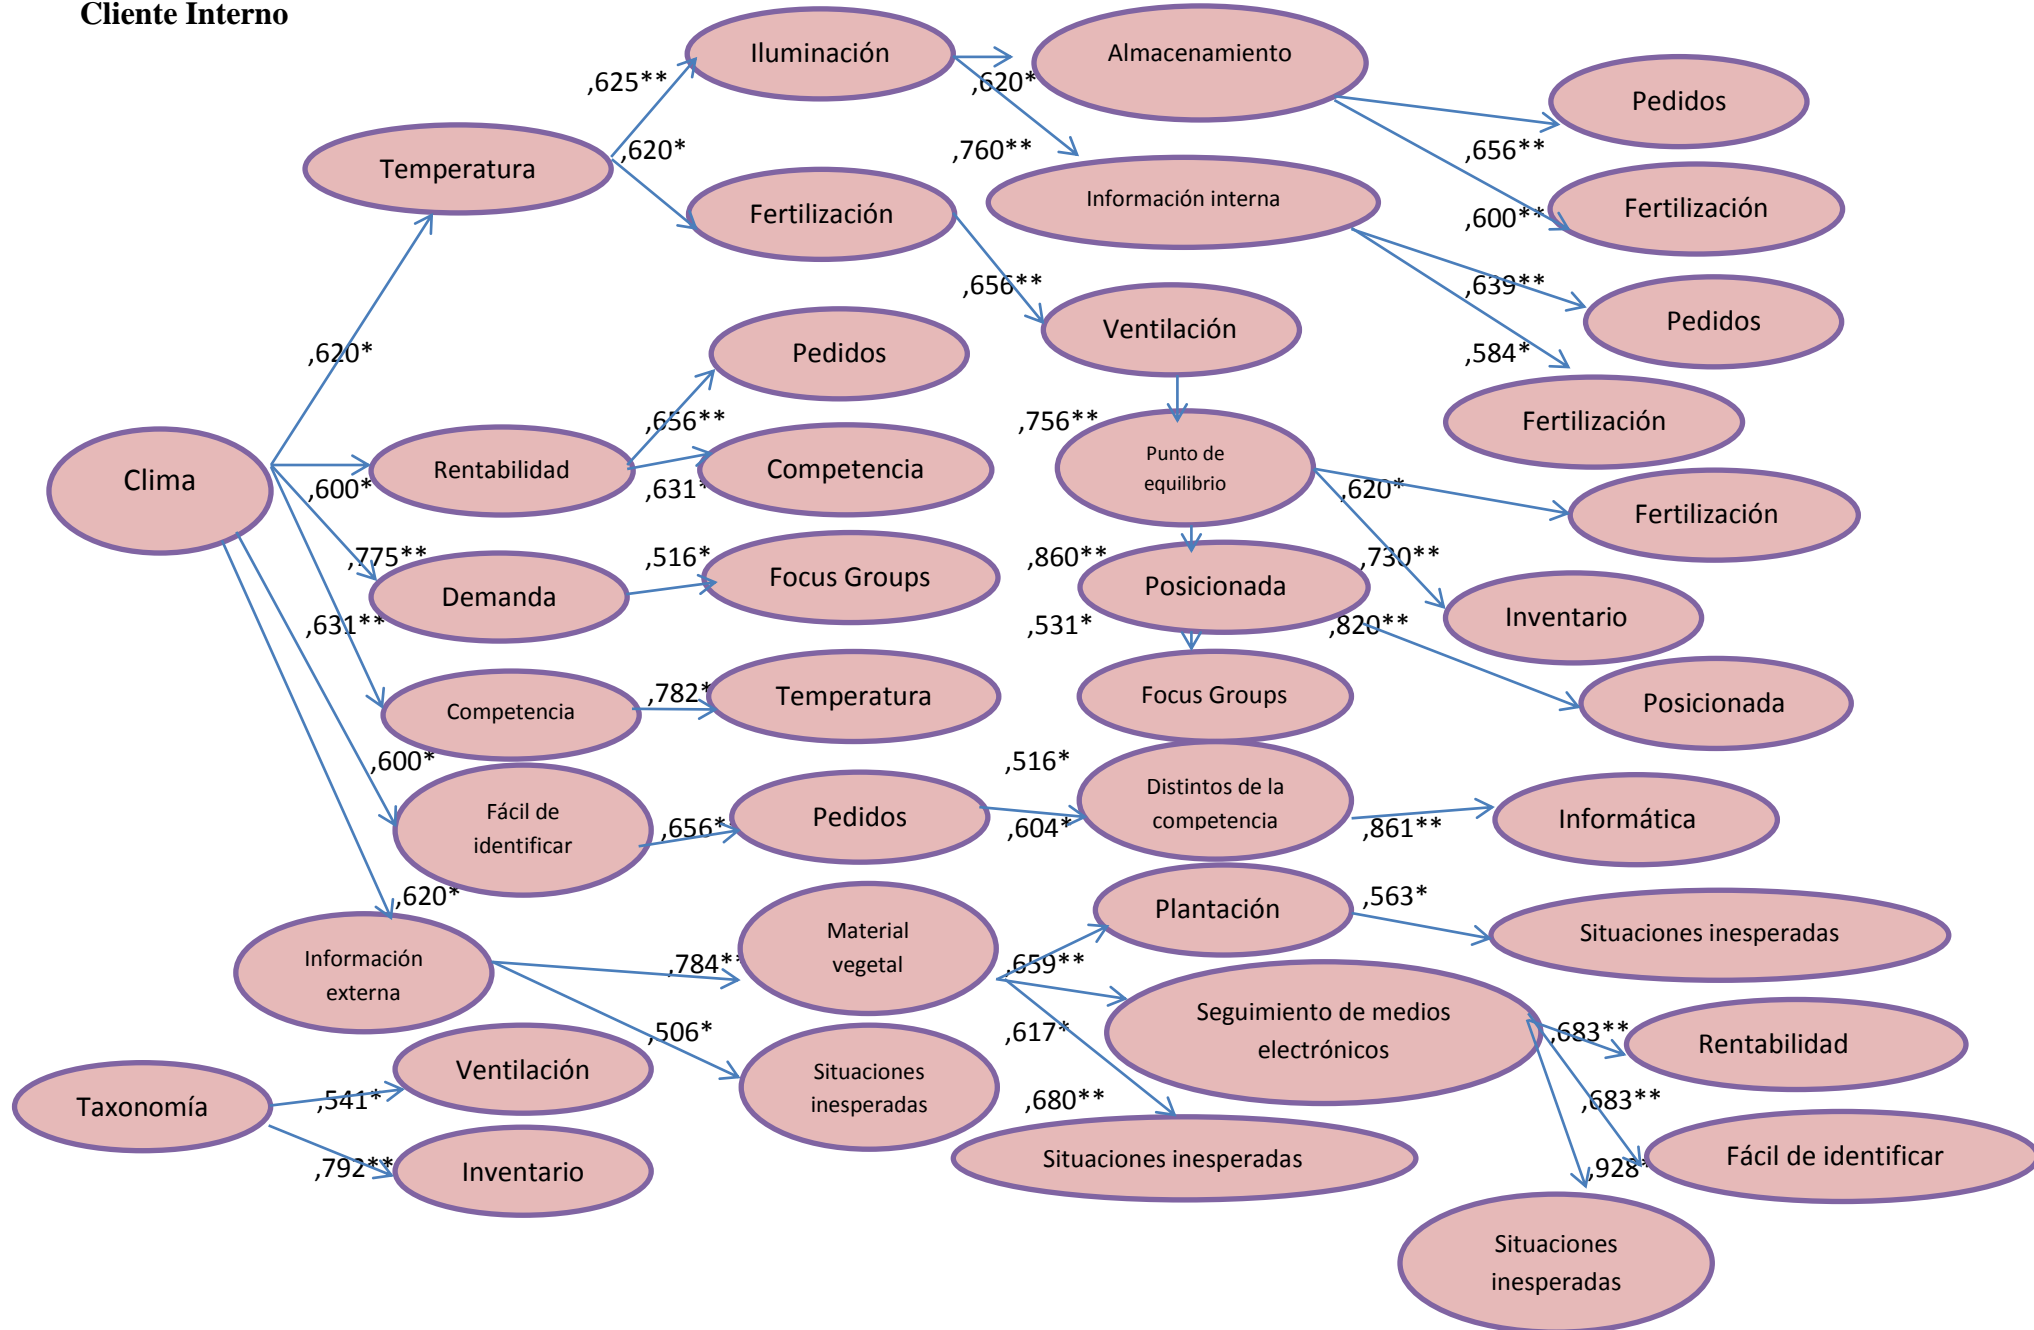 Cliente Interno
Iluminación
Almacenamiento
,625**
,620*
Pedidos
Temperatura
,620*
,760**
,656**
Fertilización
Información interna
Fertilización
,600**
,656**
,639**
Ventilación
Pedidos
,620*
Pedidos
,584*
,656**
,756**
Fertilización
Clima
Rentabilidad
Competencia
Punto de
equilibrio
,600*
,631*
,620*
Fertilización
,775**
,516*
,860**
,730**
Demanda
Focus Groups
Posicionada
Inventario
,631**
,531*
,820**
Competencia
,782*
Temperatura
Focus Groups
Posicionada
,600*
,516*
Fácil de
identificar
,656**
Pedidos
,604*
Distintos de la
competencia
,861**
Informática
,620*
Plantación
,563*
Material
vegetal
Situaciones inesperadas
Información
externa
,784**
,659**
Seguimiento de medios
electrónicos
,506*
,617*
,683**
Rentabilidad
Ventilación
Situaciones
inesperadas
Taxonomía
,541*
,680**
,683**
,792**
Inventario
Situaciones inesperadas
,928*
Fácil de identificar
Situaciones
inesperadas